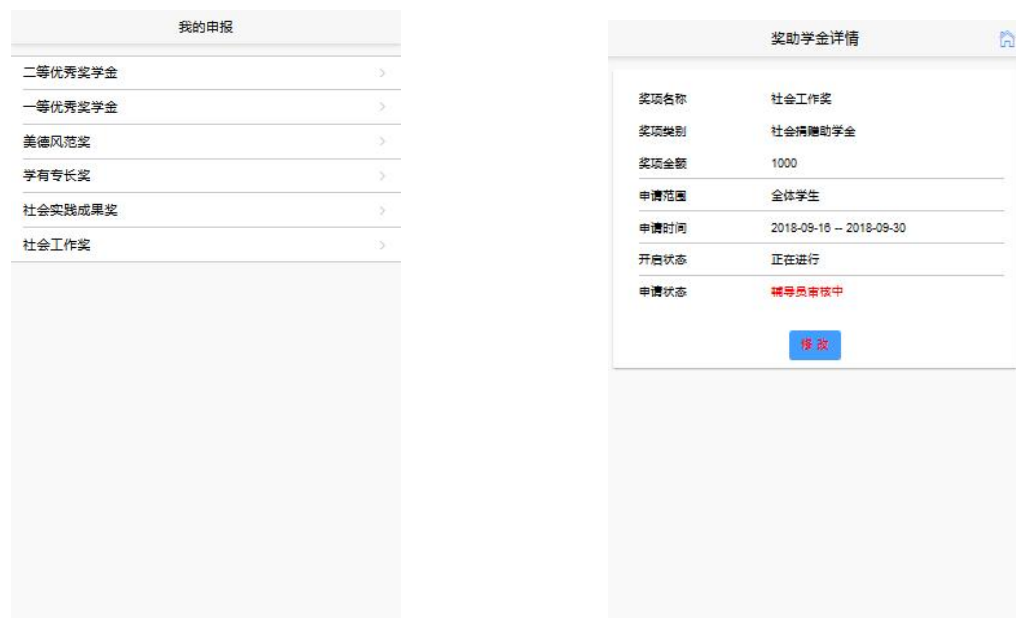 我的申报
二等优秀奖学金
一等优秀奖学金
美德风范奖
学有专长奖
社会实践成果奖
社会工作奖
奖助学金详情
奖项名称 社会工作奖
奖项类别 社会捐赠助学金
奖项金额 1000
申请范围 全体学生
申请时间 2018-09-16 -- 2018-09-30
开启状态 正在进行
申请状态 辅导员审核中
修 改